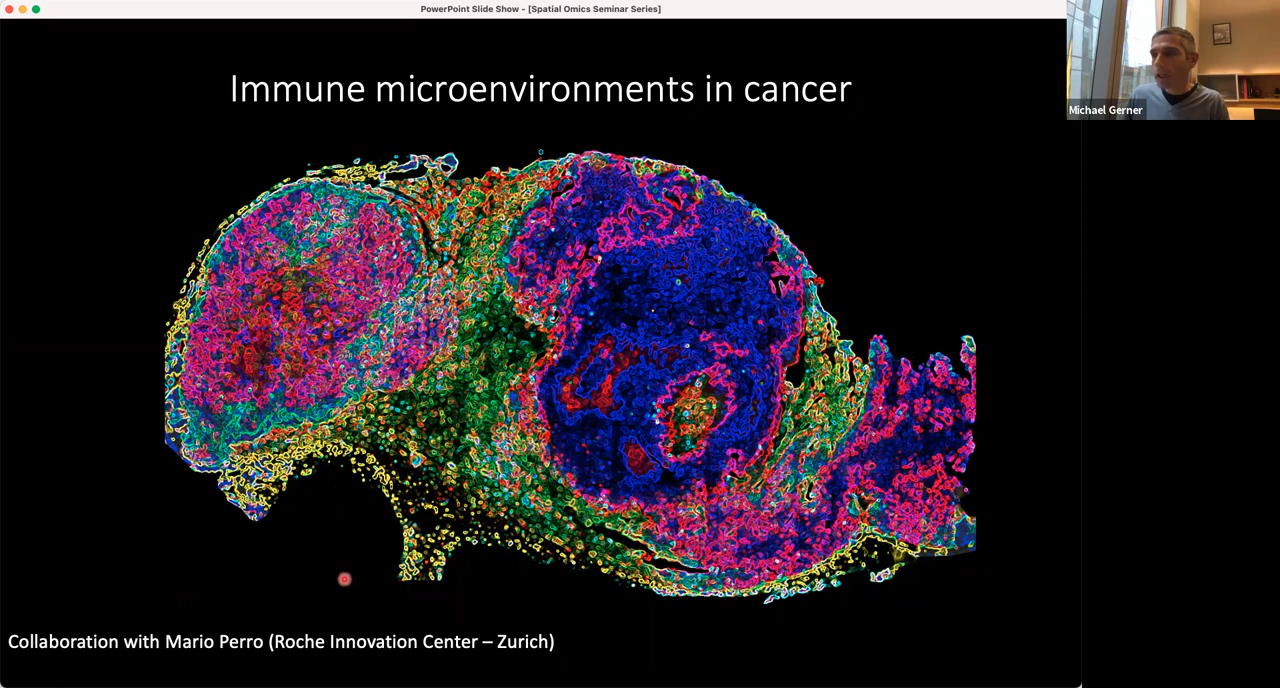 PowerPoint Slide Show - [Spatial Omics Seminar Series]
Immune microenvironments in cancer
Michael Gerner
Collaboration with Mario Perro (Roche Innovation Center – Zurich)